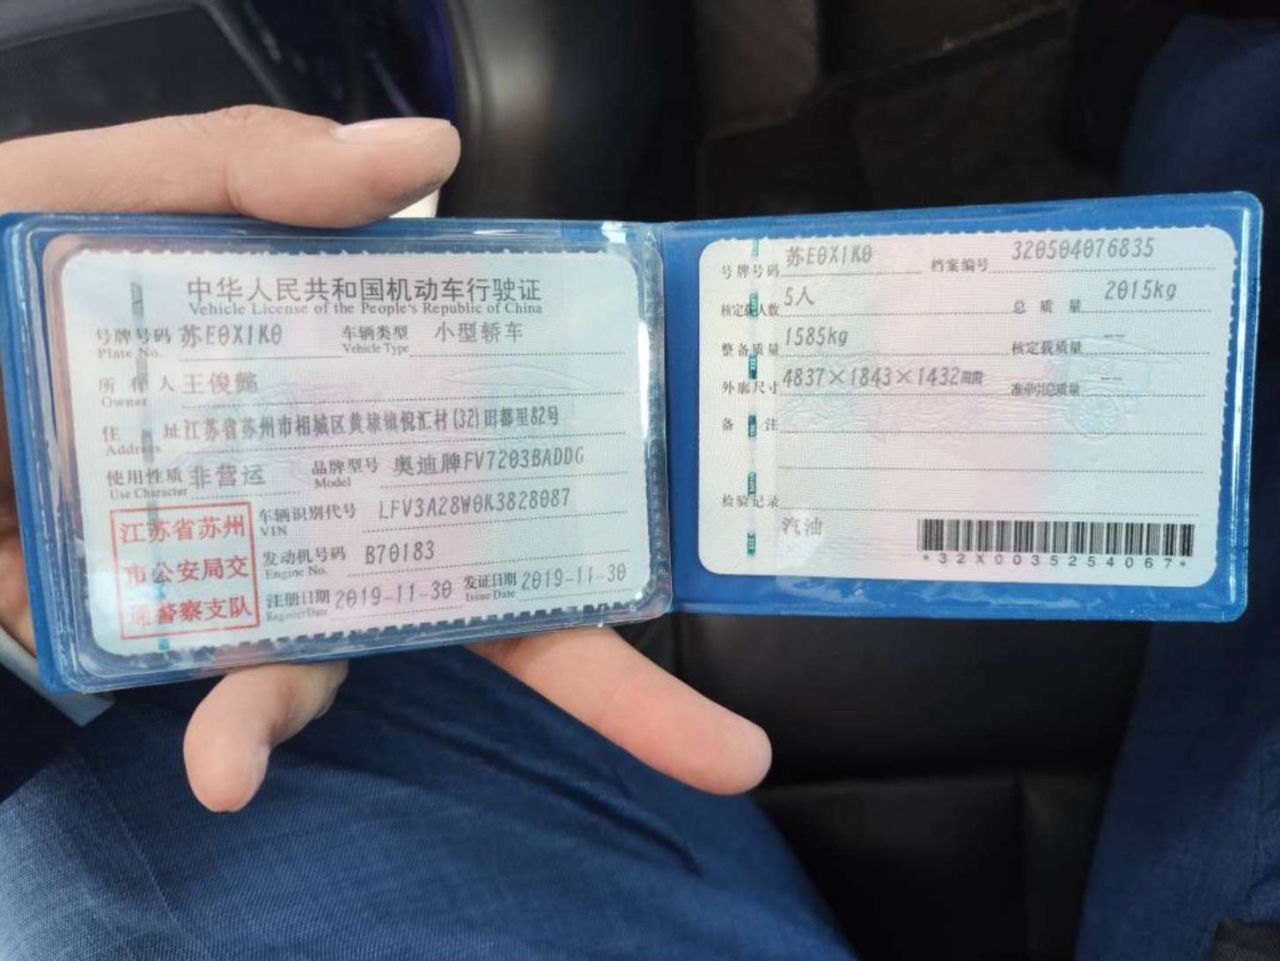 中华人民共和国机动车行驶证
Vehicle License of the People's Republic of China
号牌号码 苏E0X1K0 车辆类型 小型轿车
Plate No. Vehicle Type
所有人 王俊懿
Owner
住址 江苏省苏州市相城区黄埭镇悦汇村(32)田都里82号
Address
使用性质 非营运 品牌型号 奥迪牌FV7203BADDG
Use Character Model
江苏省苏州
市公安局交
通警察支队
车辆识别代号 LFV3A28W0K3828087
VIN
发动机号码 B70183
Engine No.
注册日期 2019-11-30 发证日期 2019-11-30
Register Date Issue Date
号牌号码 苏E0X1K0 档案编号 320504076835
核定载人数 5人 总质量 2015kg
整备质量 1585kg 核定载质量 --
外廓尺寸 4837×1843×1432 准牵引总质量 --
备注
检验记录
汽油
*32X0035254067*